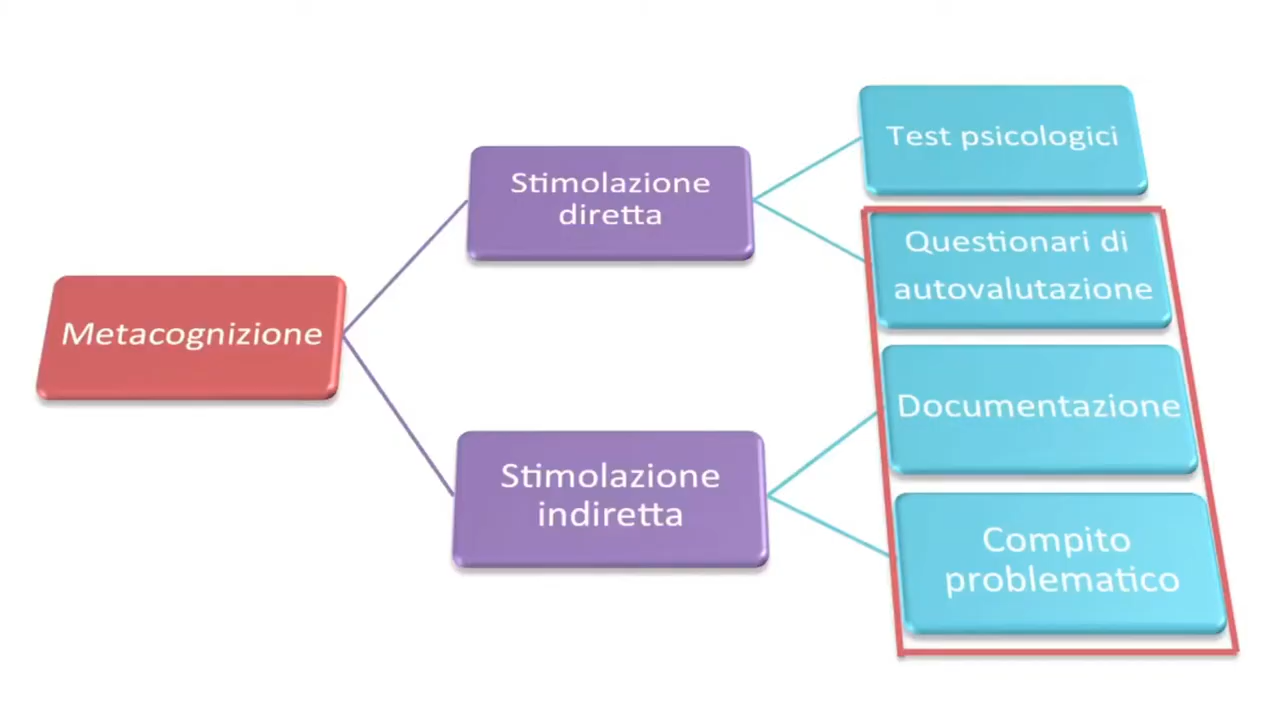 Metacognizione
Stimolazione
diretta
Test psicologici
Questionari di
autovalutazione
Stimolazione
indiretta
Documentazione
Compito
problematico